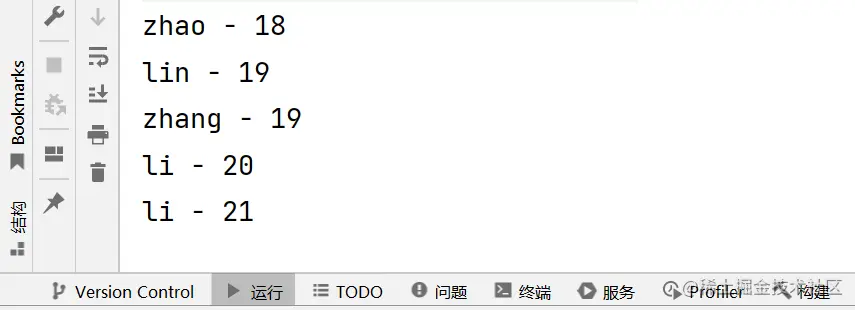 zhao - 18
lin - 19
zhang - 19
li - 20
li - 21
Bookmarks
结构
Version Control 运行 TODO 问题 终端 服务 Profiler 构建
@稀土掘金技术社区